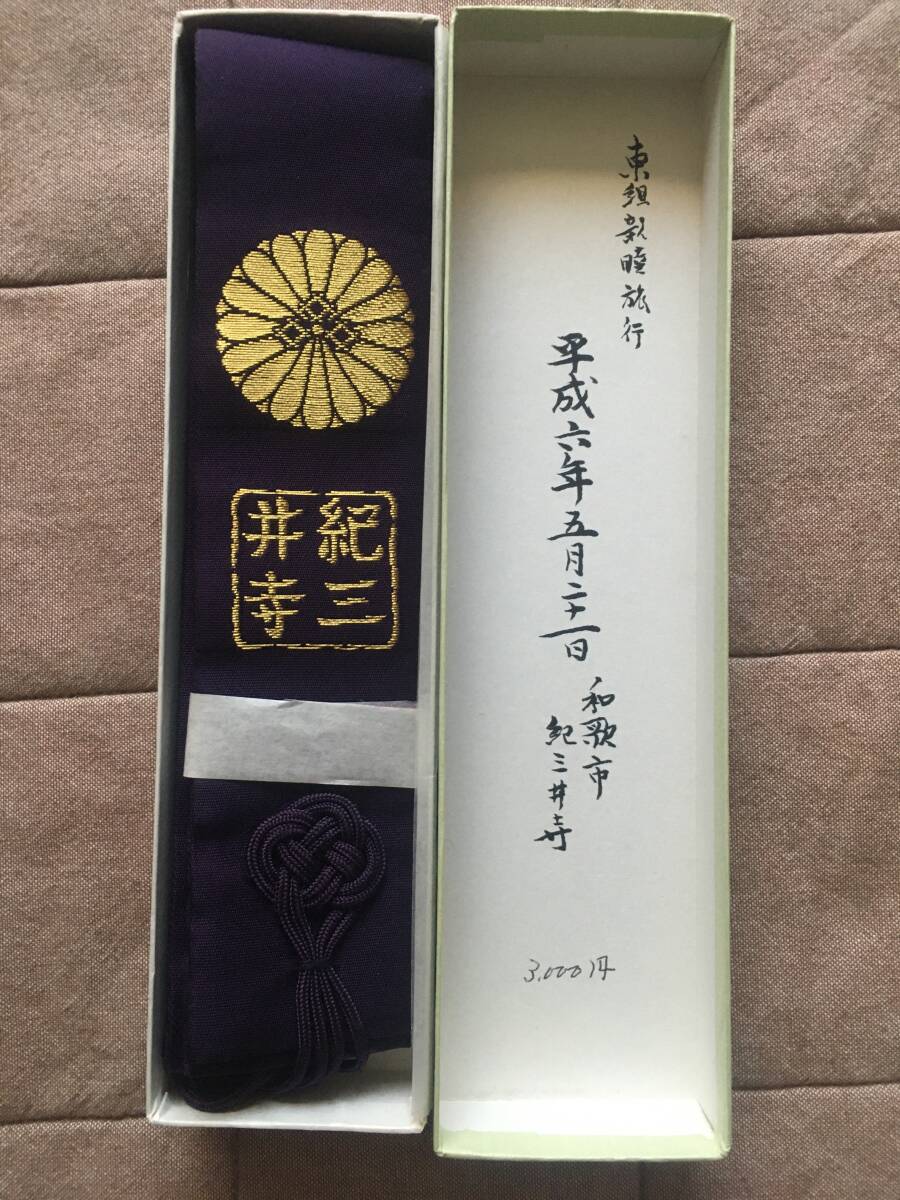 紀三
井寺
東組親睦旅行
平成六年五月二十一日
和歌市
紀三井寺
3,000円